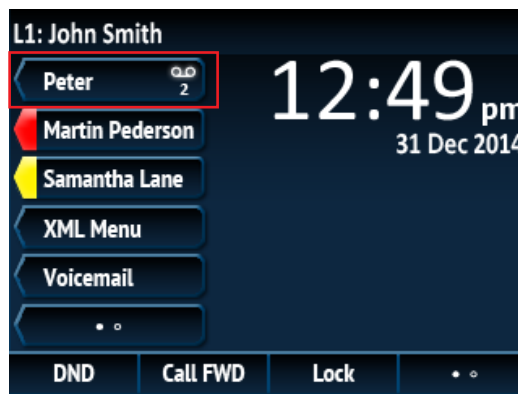 L1: John Smith
Peter
2
12:49 pm
31 Dec 2014
Martin Pederson
Samantha Lane
XML Menu
Voicemail
DND Call FWD Lock